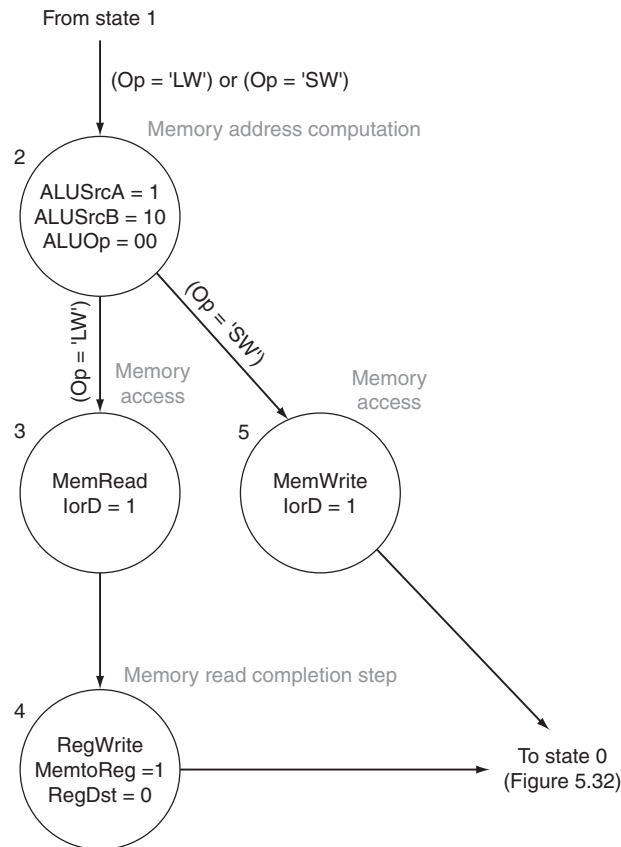 From state 1
(Op = 'LW') or (Op = 'SW')
Memory address computation
2
ALUSrcA = 1
ALUSrcB = 10
ALUOp = 00
(Op = 'LW')
(Op = 'SW')
Memory
access
Memory
access
3
5
MemRead
IorD = 1
MemWrite
IorD = 1
Memory read completion step
4
RegWrite
MemtoReg =1
RegDst = 0
To state 0
(Figure 5.32)